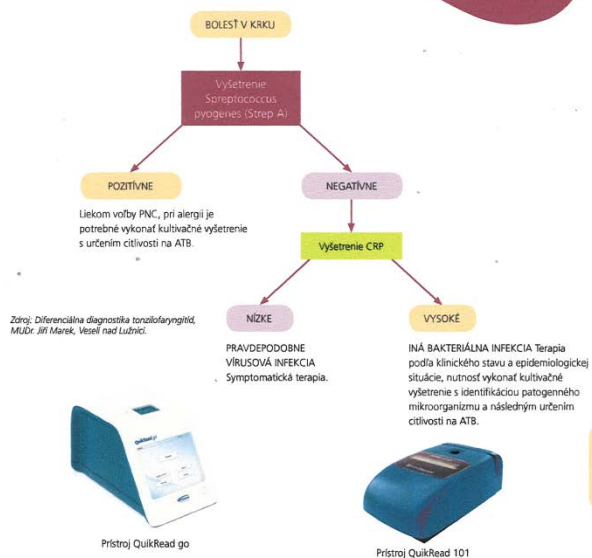 BOLESŤ V KRKU
Vyšetrenie
Spreptococcus
pyogenes (Strep A)
POZITÍVNE
NEGATÍVNE
Liekom voľby PNC, pri alergii je
potrebné vykonať kultivačné vyšetrenie
s určením citlivosti na ATB.
Vyšetrenie CRP
Zdroj: Diferenciálna diagnostika tonzilofaryngitíd,
MUDr. Jiří Marek, Veselí nad Lužnicí.
NÍZKE
VYSOKÉ
PRAVDEPODOBNE
VÍRUSOVÁ INFEKCIA
Symptomatická terapia.
INÁ BAKTERIÁLNA INFEKCIA Terapia
podľa klinického stavu a epidemiologickej
situácie, nutnosť vykonať kultivačné
vyšetrenie s identifikáciou patogenného
mikroorganizmu a následným určením
citlivosti na ATB.
QuikRead go
Prístroj QuikRead go
Prístroj QuikRead 101